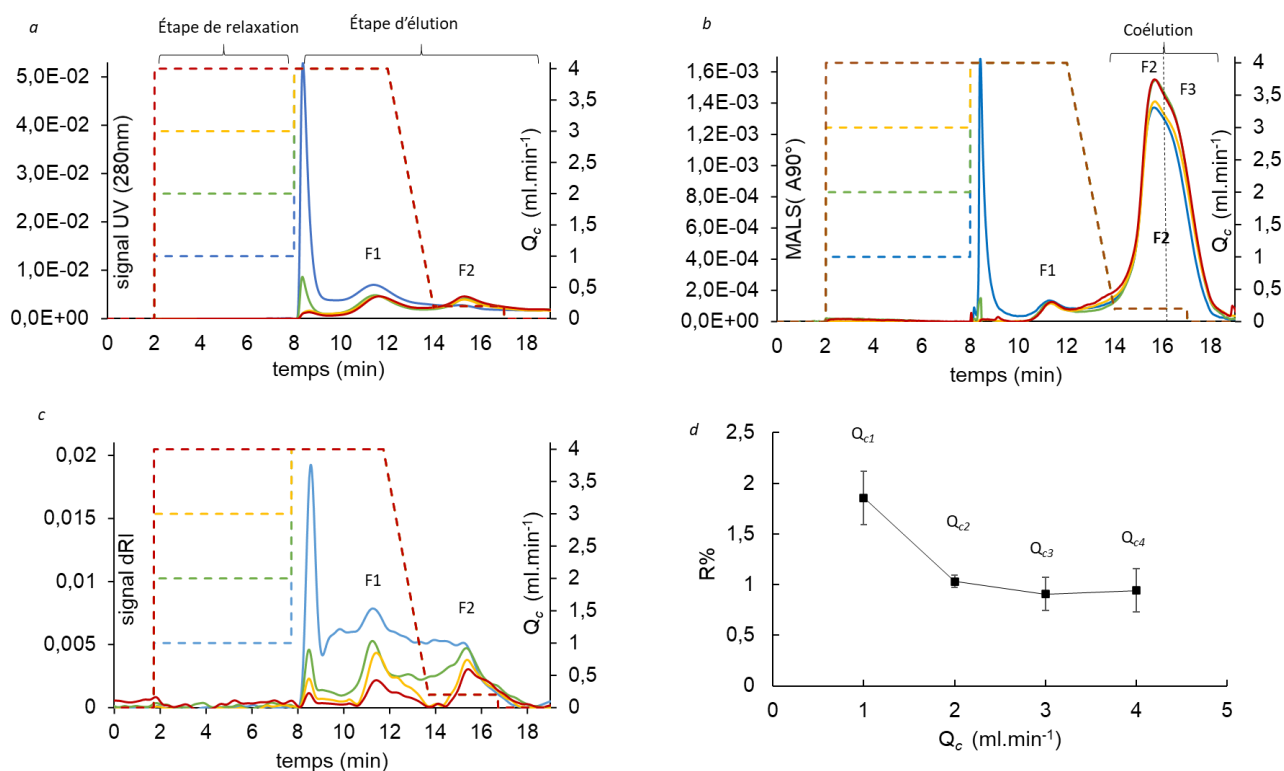 a
Étape de relaxation
Étape d'élution
5,0E-02
4,0E-02
3,0E-02
2,0E-02
1,0E-02
0,0E+00
signal UV (280nm)
F1
F2
4
3,5
3
2,5
2
1,5
1
0,5
0
Qc (ml.min-1)
0 2 4 6 8 10 12 14 16 18
temps (min)
b
Coélution
1,6E-03
1,4E-03
1,2E-03
1,0E-03
8,0E-04
6,0E-04
4,0E-04
2,0E-04
0,0E+00
MALS( A90°)
F1
F2
F3
F2
4
3,5
3
2,5
2
1,5
1
0,5
0
Qc (ml.min-1)
0 2 4 6 8 10 12 14 16 18
temps (min)
c
0,02
0,015
0,01
0,005
0
signal dRI
F1
F2
4
3,5
3
2,5
2
1,5
1
0,5
0
Qc (ml.min-1)
0 2 4 6 8 10 12 14 16 18
temps (min)
d
2,5
2
1,5
1
0,5
0
R%
Qc1
Qc2
Qc3
Qc4
0 1 2 3 4 5
Qc (ml.min-1)